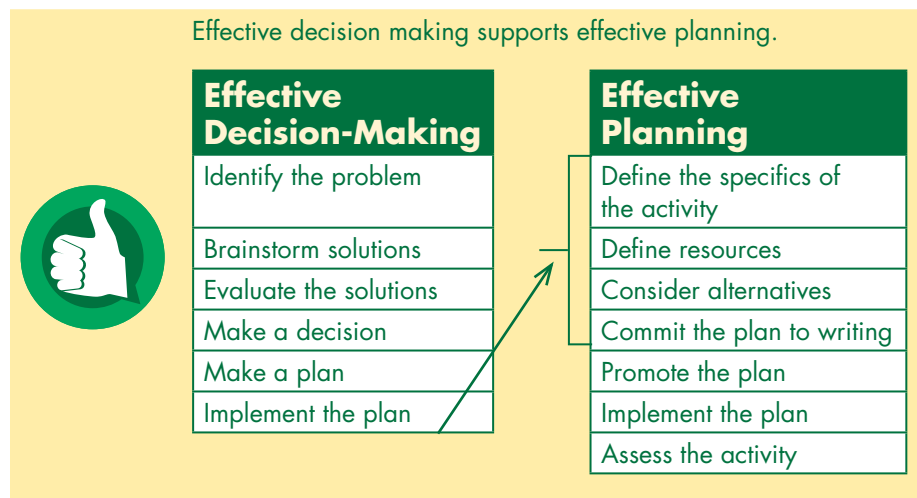 Effective decision making supports effective planning.
Effective
Decision-Making
Identify the problem
Brainstorm solutions
Evaluate the solutions
Make a decision
Make a plan
Implement the plan
Effective
Planning
Define the specifics of
the activity
Define resources
Consider alternatives
Commit the plan to writing
Promote the plan
Implement the plan
Assess the activity